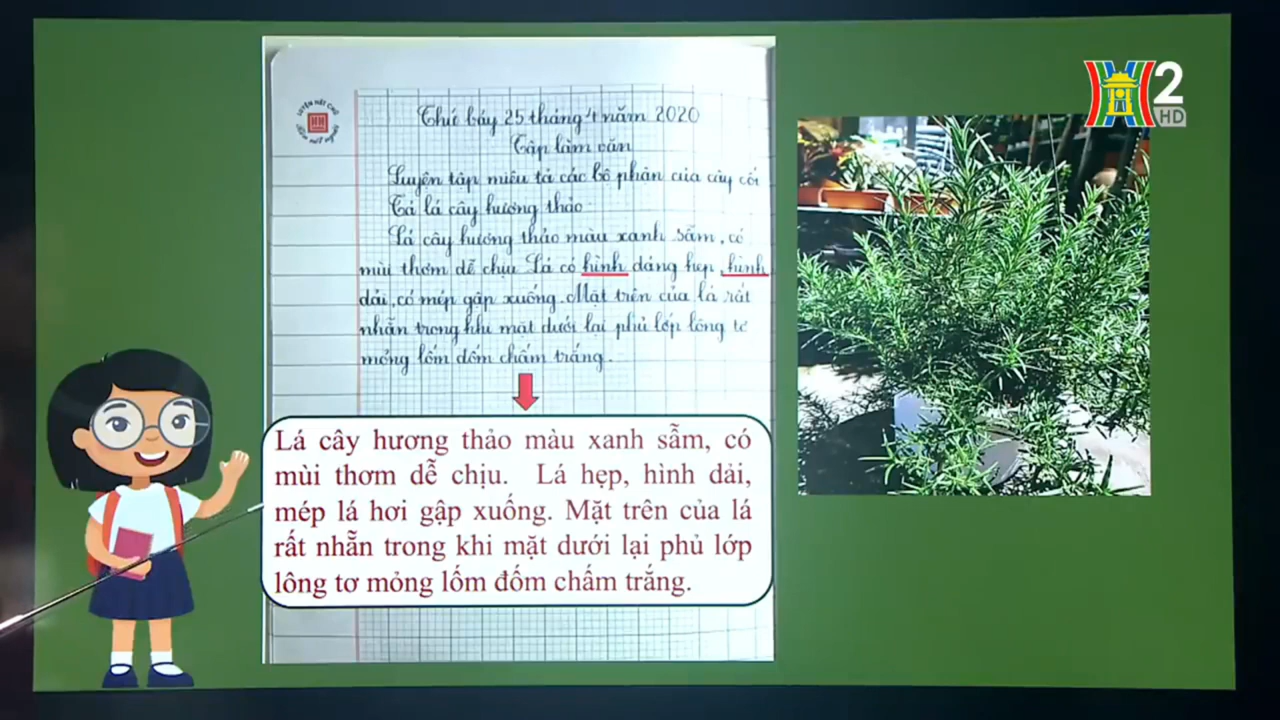 Thứ bảy 25 tháng 4 năm 2020
Tập làm văn
Luyện tập miêu tả các bộ phận của cây cối
Tả lá cây hương thảo
Lá cây hương thảo màu xanh sẫm, có
mùi thơm dễ chịu. Lá có hình dáng hẹp, hình
dải, có mép gập xuống. Mặt trên của lá rất
nhẵn trong khi mặt dưới lại phủ lớp lông tơ
mỏng lốm đốm chấm trắng.
Lá cây hương thảo màu xanh sẫm, có
mùi thơm dễ chịu. Lá hẹp, hình dải,
mép lá hơi gập xuống. Mặt trên của lá
rất nhẵn trong khi mặt dưới lại phủ lớp
lông tơ mỏng lốm đốm chấm trắng.
H2
HD